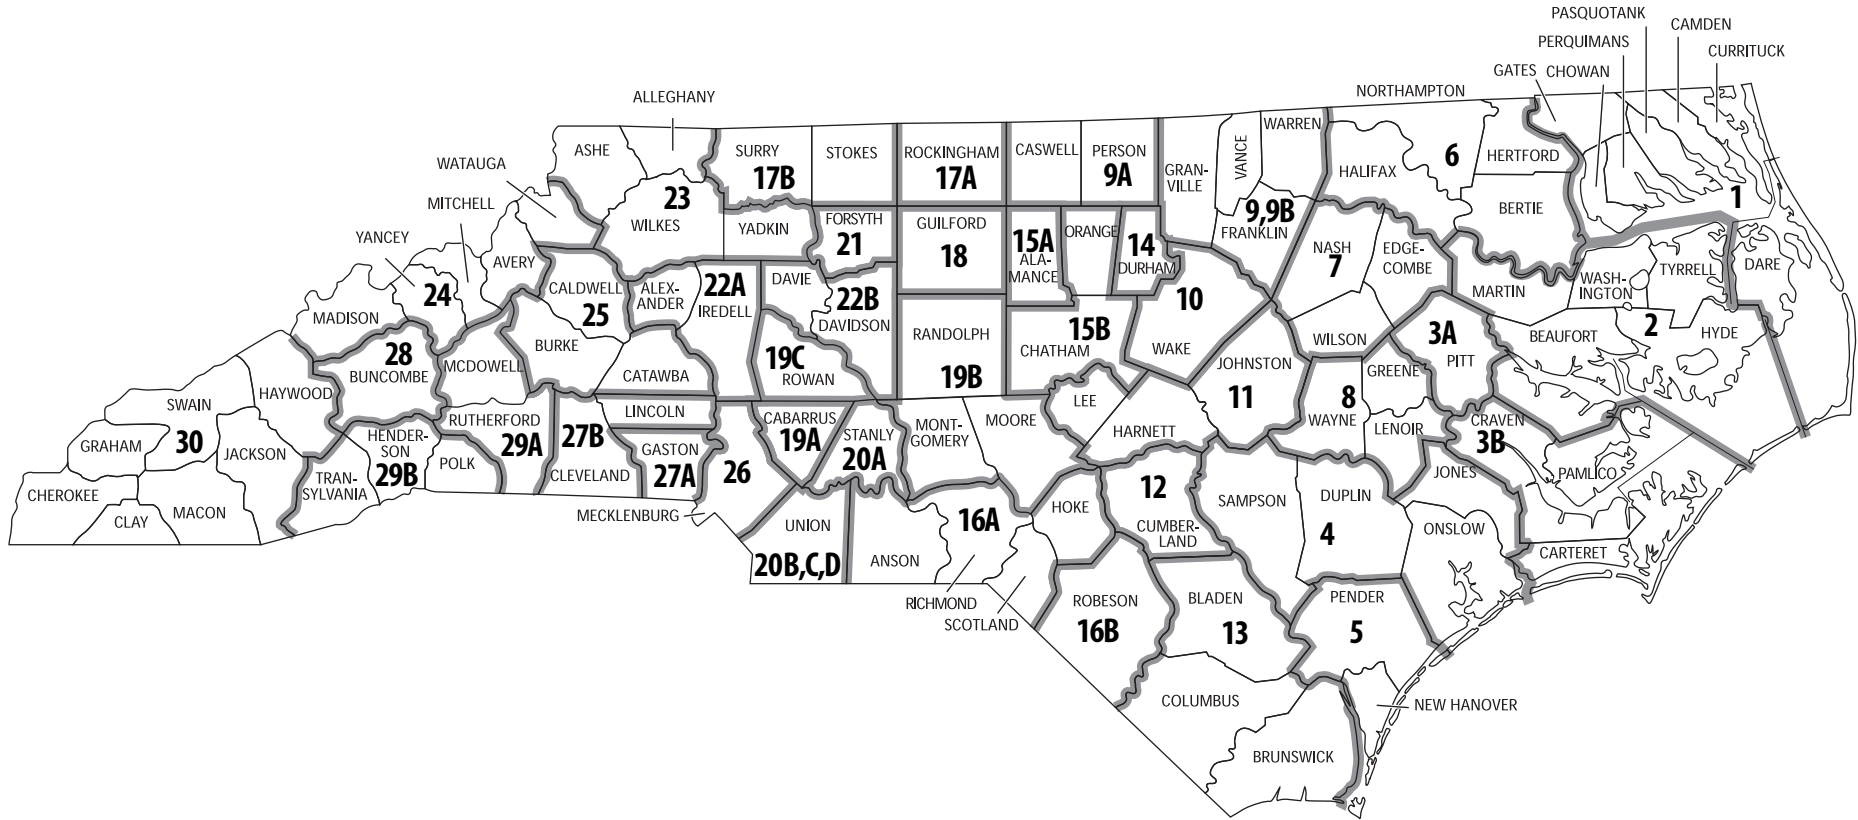 PASQUOTANK
CAMDEN
PERQUIMANS
CURRITUCK
GATES
CHOWAN
NORTHAMPTON
ALLEGHANY
WARREN
ASHE
SURRY
STOKES
ROCKINGHAM
CASWELL
PERSON
VANCE
HERTFORD
6
WATAUGA
17B
17A
9A
GRAN-
VILLE
HALIFAX
MITCHELL
23
1
BERTIE
9,9B
WILKES
YADKIN
FORSYTH
GUILFORD
ORANGE
FRANKLIN
YANCEY
21
18
15A
14
NASH
EDGE-
COMBE
AVERY
ALA-
MANCE
DURHAM
7
TYRRELL
DARE
24
CALDWELL
ALEX-
ANDER
22A
DAVIE
22B
10
MARTIN
WASH-
INGTON
MADISON
25
IREDELL
DAVIDSON
RANDOLPH
15B
3A
2
HYDE
BURKE
CHATHAM
WAKE
WILSON
BEAUFORT
28
BUNCOMBE
MCDOWELL
CATAWBA
19C
ROWAN
19B
JOHNSTON
GREENE
PITT
HAYWOOD
11
8
SWAIN
LINCOLN
LEE
RUTHERFORD
CABARRUS
MONT-
GOMERY
MOORE
HARNETT
WAYNE
LENOIR
CRAVEN
30
HENDER-
SON
29A
27B
19A
STANLY
3B
GRAHAM
JACKSON
29B
POLK
GASTON
20A
PAMLICO
TRAN-
SYLVANIA
CLEVELAND
27A
26
12
JONES
CHEROKEE
SAMPSON
DUPLIN
CLAY
MACON
MECKLENBURG
UNION
16A
HOKE
CUMBER-
LAND
4
ONSLOW
20B,C,D
ANSON
CARTERET
RICHMOND
ROBESON
BLADEN
PENDER
SCOTLAND
16B
13
5
COLUMBUS
NEW HANOVER
BRUNSWICK